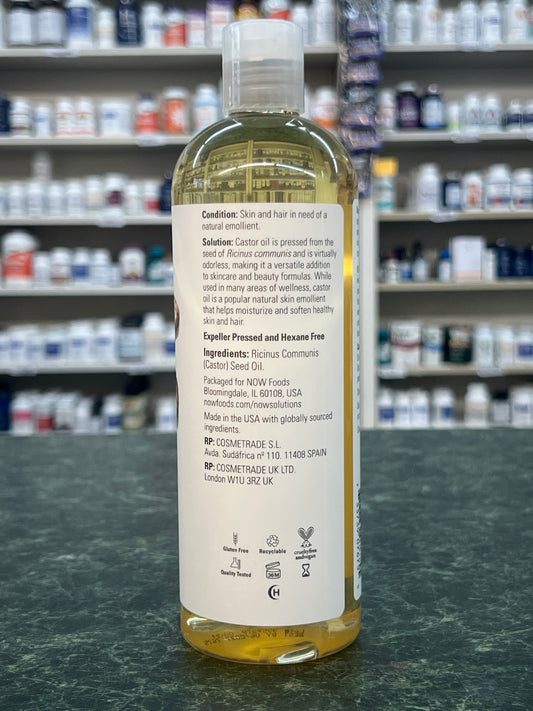 Condition: Skin and hair in need of a
natural emollient.
Solution: Castor oil is pressed from the
seed of Ricinus communis and is virtually
odorless, making it a versatile addition
to skincare and beauty formulas. While
used in many areas of wellness, castor
oil is a popular natural skin emollient
that helps moisturize and soften healthy
skin and hair.
Expeller Pressed and Hexane Free
Ingredients: Ricinus Communis
(Castor) Seed Oil.
Packaged for NOW Foods
Bloomingdale, IL 60108, USA
nowfoods.com/nowsolutions
Made in the USA with globally sourced
ingredients.
RP: COSMETRADE S.L.
Avda. Sudáfrica nº 110. 11408 SPAIN
RP: COSMETRADE UK LTD.
London W1U 3RZ UK
Gluten Free
Recyclable
crueltyfree
andvegan
Quality Tested
36M
H